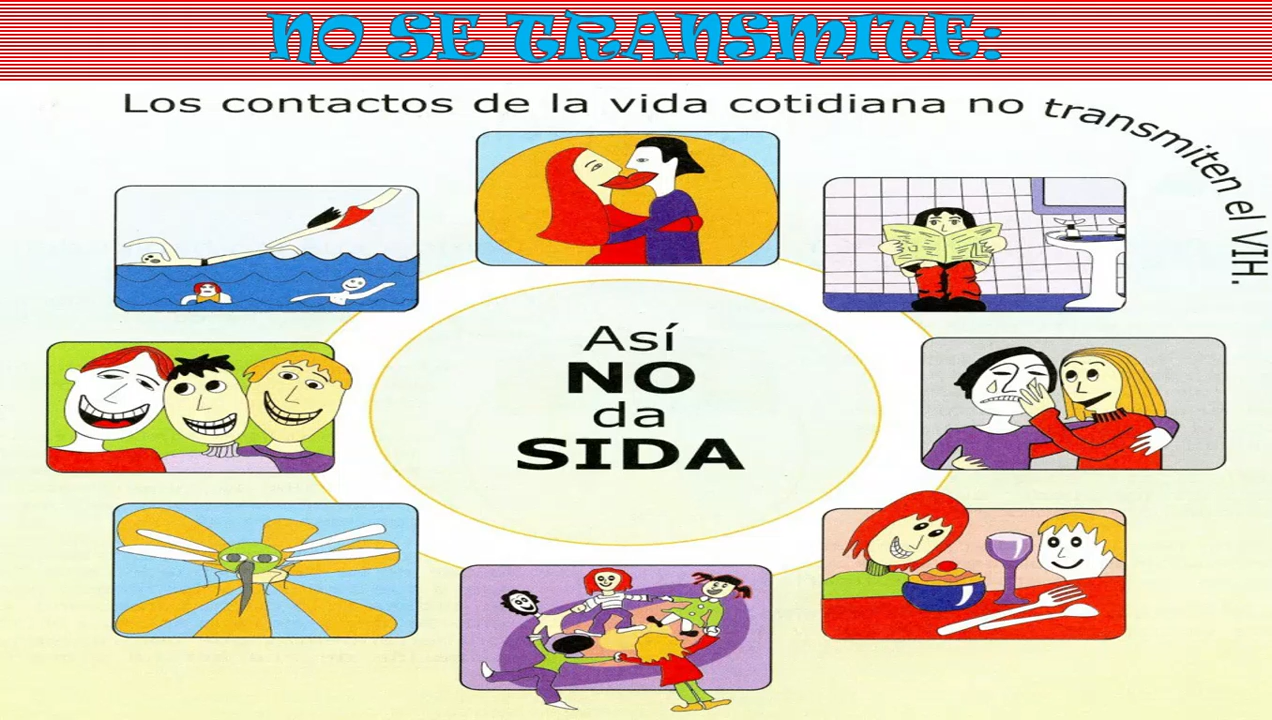 NO SE TRANSMITE:
Los contactos de la vida cotidiana no transmiten el VIH.
Así
NO
da
SIDA